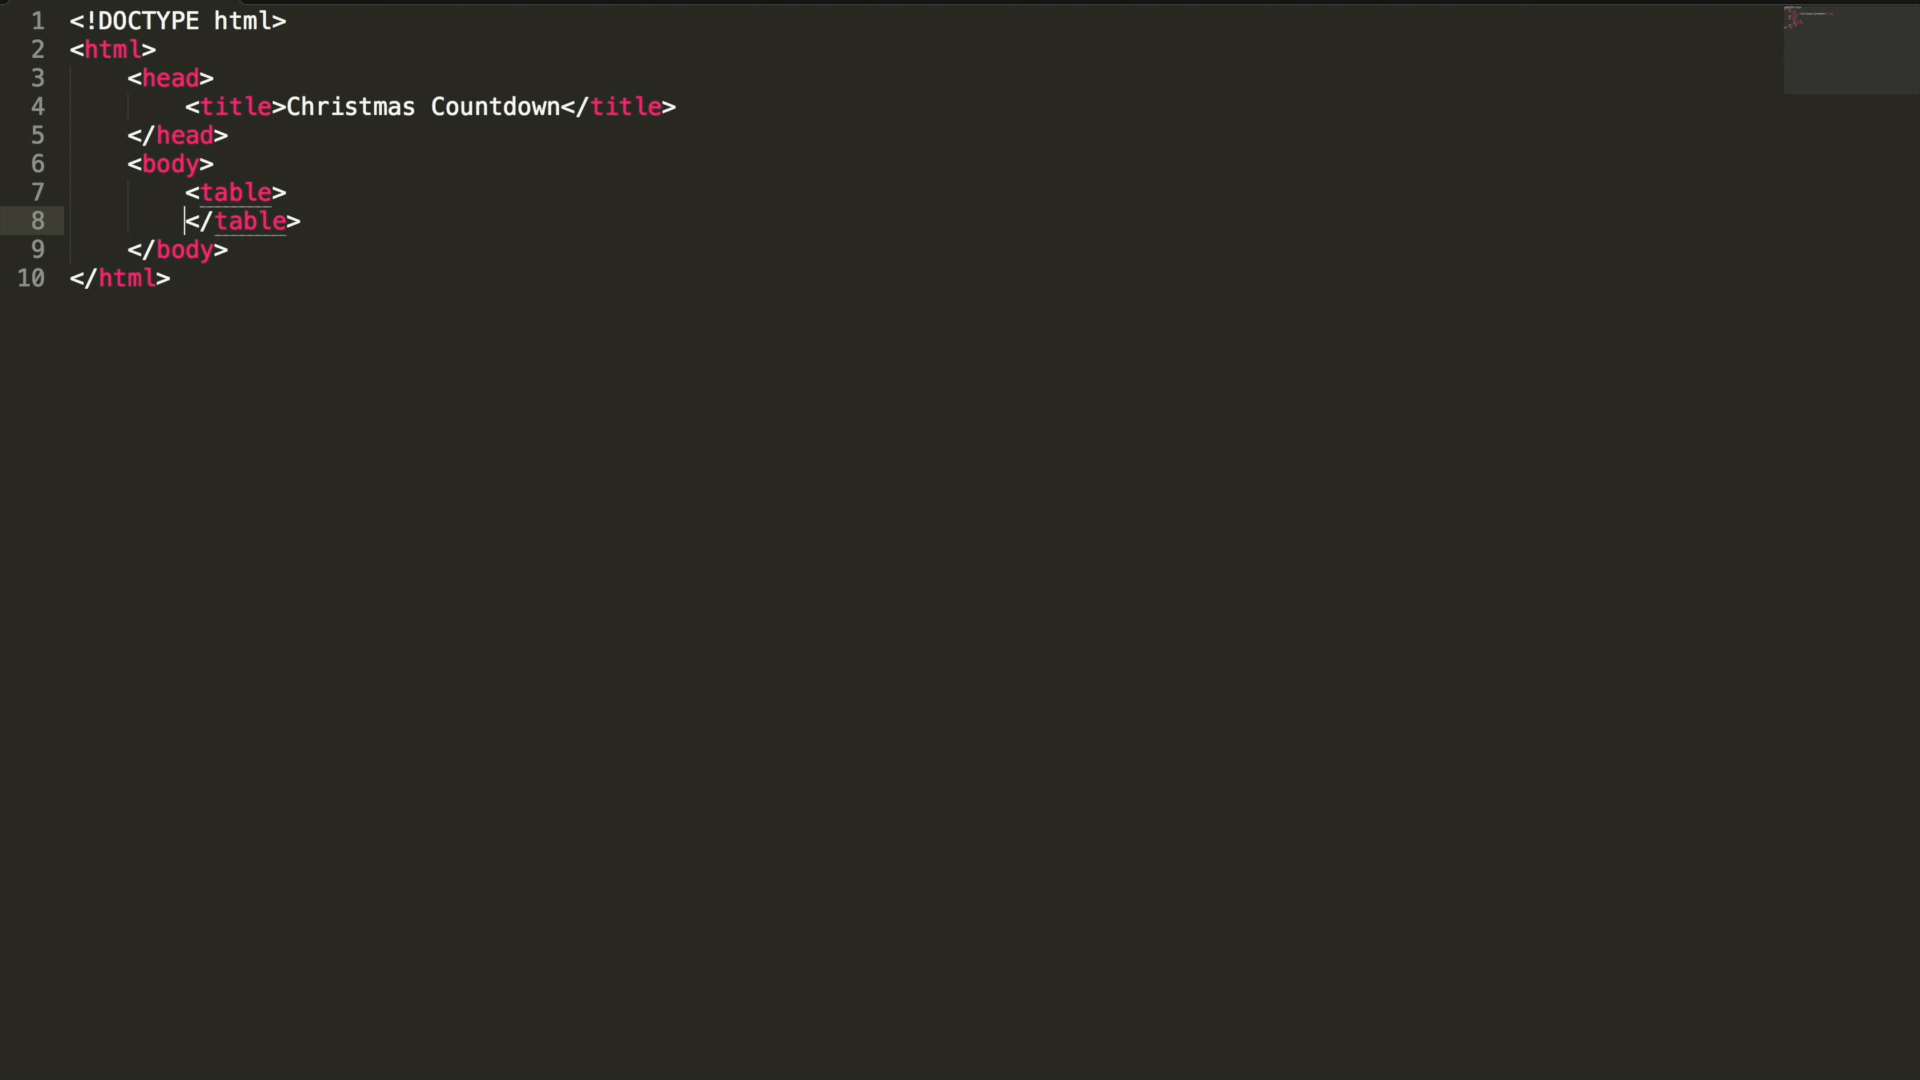 1 <!DOCTYPE html>
2 <html>
3     <head>
4         <title>Christmas Countdown</title>
5     </head>
6     <body>
7         <table>
8         </table>
9     </body>
10 </html>